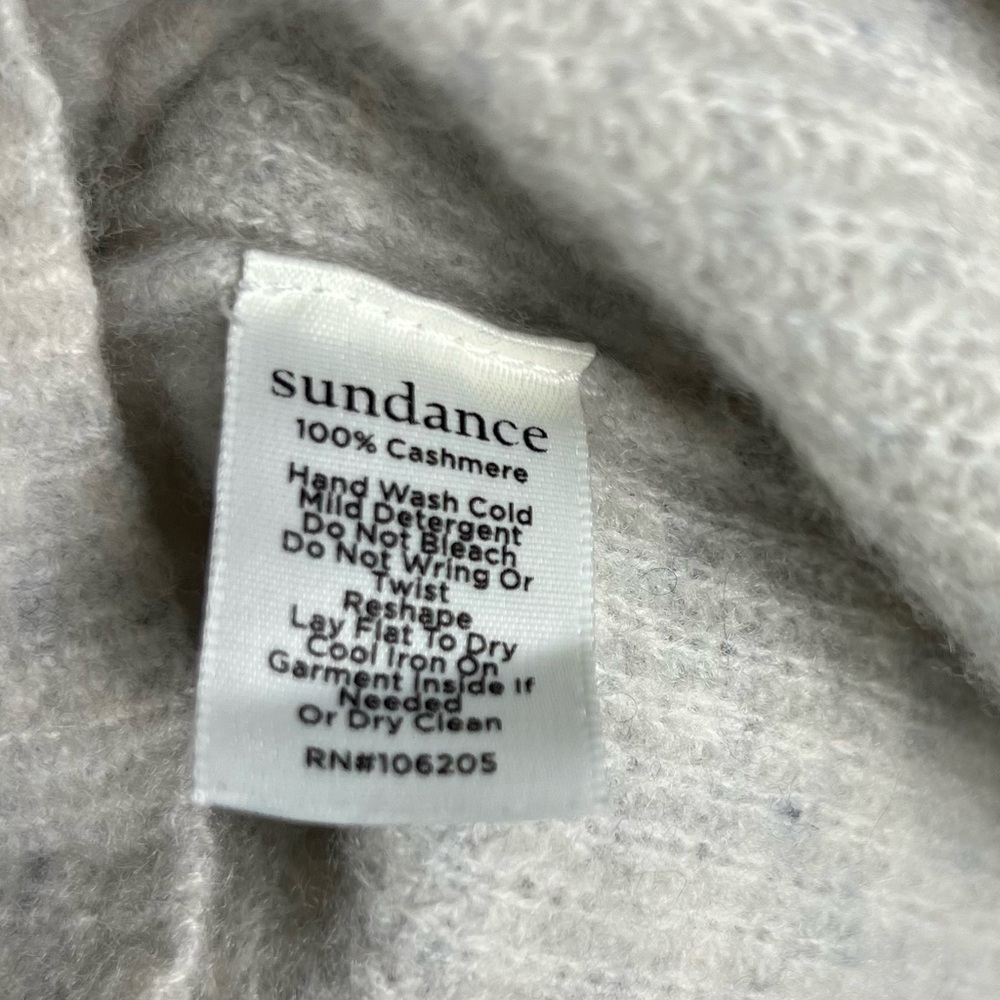 sundance
100% Cashmere
Hand Wash Cold
Mild Detergent
Do Not Bleach
Do Not Wring Or
Twist
Reshape
Lay Flat To Dry
Cool Iron On
Garment Inside If
Needed
Or Dry Clean
RN#106205